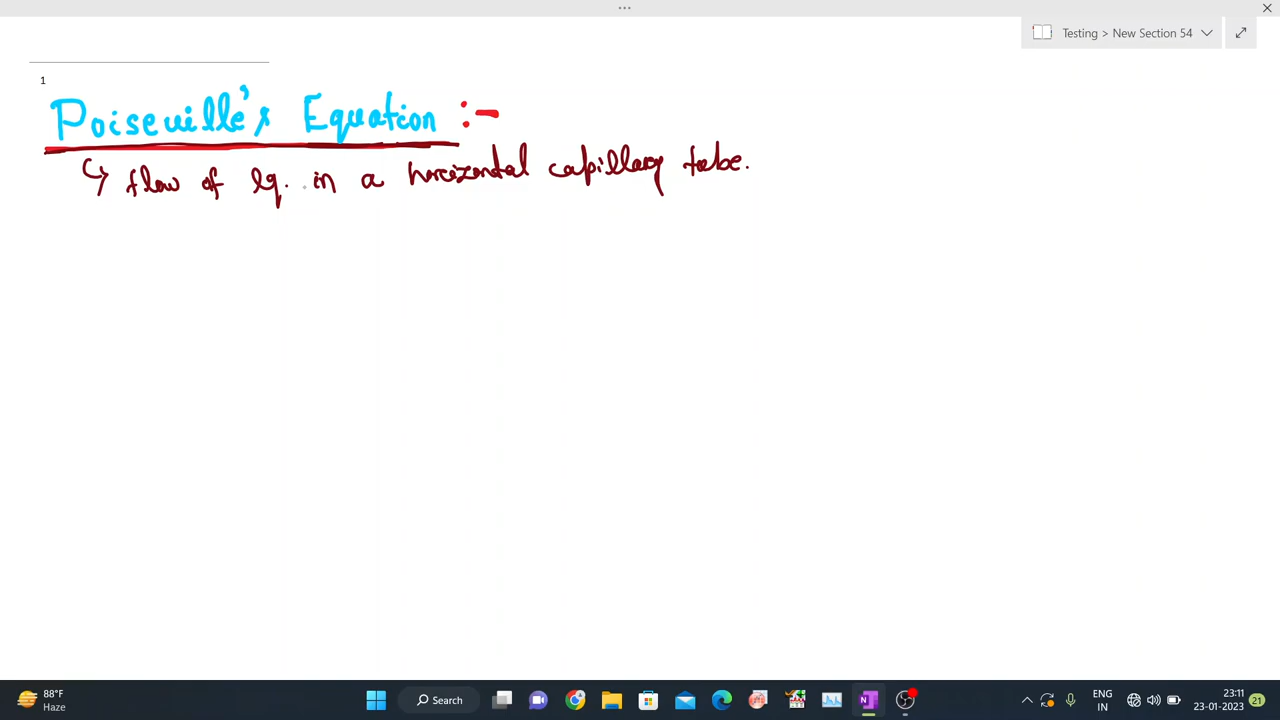 Testing > New Section 54
1
Poiseuille's Equation :-
↳ flow of lq. in a horizontal capillary tube.
88°F
Haze
Search
ENG
IN
23:11
23-01-2023
21